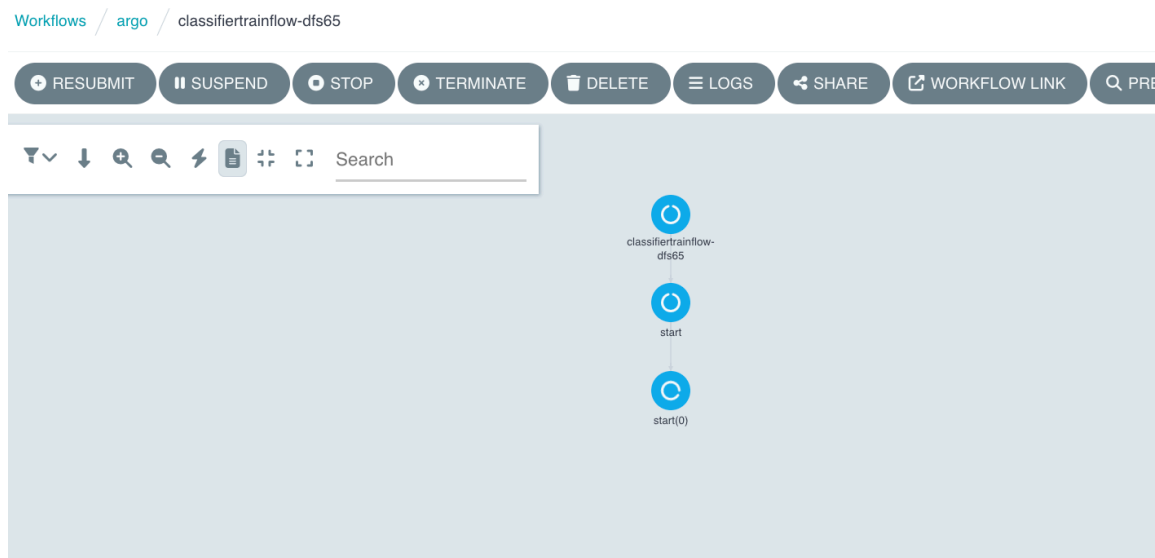 Workflows / argo / classifiertrainflow-dfs65
RESUBMIT SUSPEND STOP TERMINATE DELETE LOGS SHARE WORKFLOW LINK PRE
Search
classifiertrainflow-
dfs65
start
start(0)